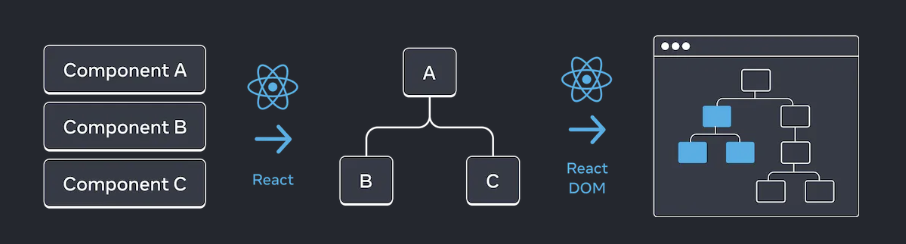 Component A
Component B
Component C
React
A
B
C
React
DOM